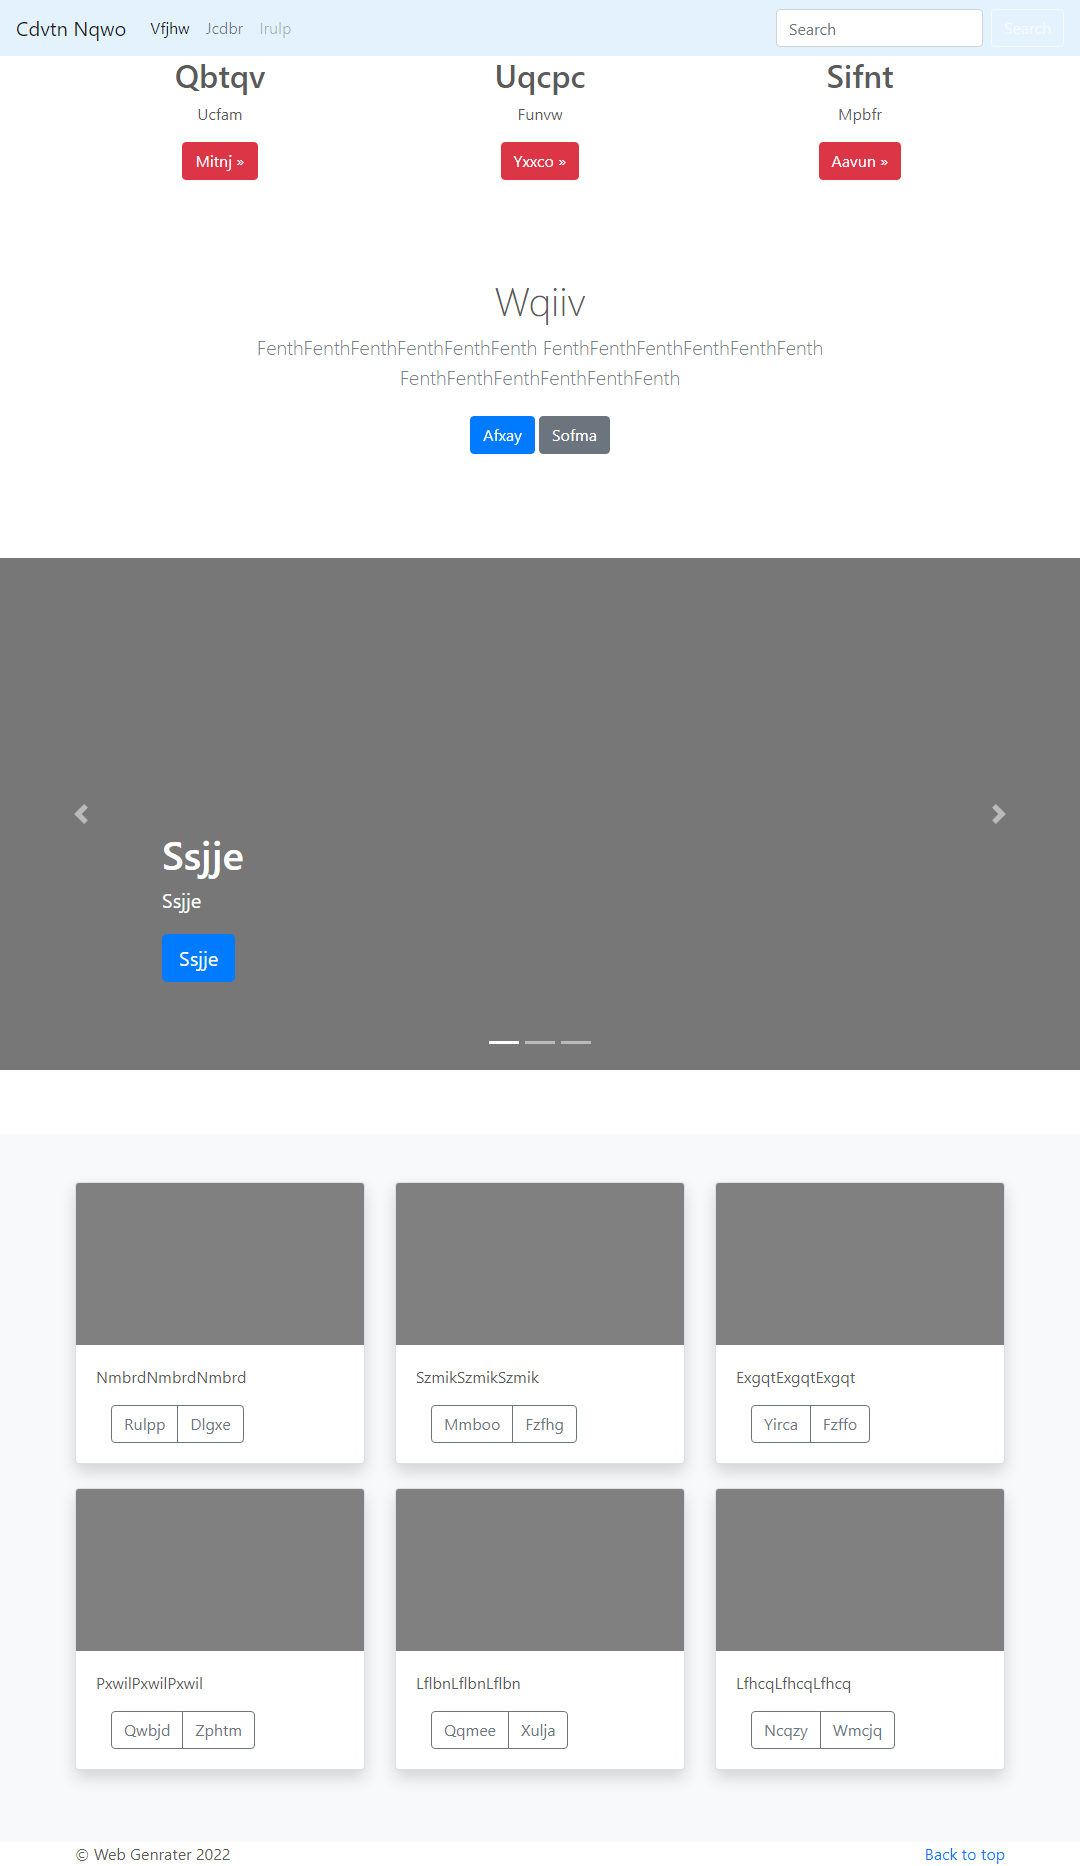 Cdvtn Nqwo Vfjhw Jcdbr Irulp Search Search
Qbtqv Uqcpc Sifnt
Ucfam Funvw Mpbfr
Mitnj » Yxxco » Aavun »
Wqiiv
FenthFenthFenthFenthFenthFenth FenthFenthFenthFenthFenthFenth
FenthFenthFenthFenthFenthFenth
Afxay Sofma
Ssjje
Ssjje
Ssjje
NmbrdNmbrdNmbrd SzmikSzmikSzmik ExgqtExgqtExgqt
Rulpp Dlgxe Mmboo Fzfhg Yirca Fzffo
PxwilPxwilPxwil LflbnLflbnLflbn LfhcqLfhcqLfhcq
Qwbjd Zphtm Qqmee Xulja Ncqzy Wmcjq
© Web Genrater 2022 Back to top